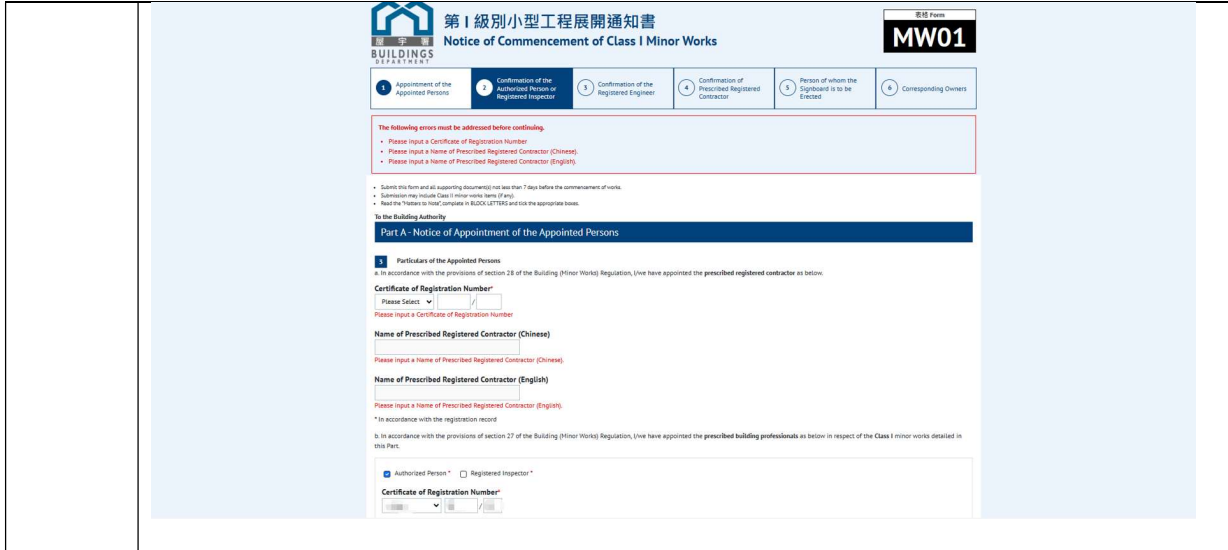 第 I 級別小型工程展開通知書
Notice of Commencement of Class I Minor Works
屋 宇 署
BUILDINGS
DEPARTMENT
表格 Form
MW01
1 Appointment of the Appointed Persons
2 Confirmation of the Authorized Person or Registered Inspector
3 Confirmation of the Registered Engineer
4 Confirmation of Prescribed Registered Contractor
5 Person of whom the Signboard is to be Erected
6 Corresponding Owners
The following errors must be addressed before continuing.
• Please input a Certificate of Registration Number
• Please input a Name of Prescribed Registered Contractor (Chinese).
• Please input a Name of Prescribed Registered Contractor (English).
• Submit this form and all supporting document(s) not less than 7 days before the commencement of works.
• Submission may include Class II minor works items (if any).
• Read the "Matters to Note", complete in BLOCK LETTERS and tick the appropriate boxes.
To the Building Authority
Part A - Notice of Appointment of the Appointed Persons
3 Particulars of the Appointed Persons
a. In accordance with the provisions of section 28 of the Building (Minor Works) Regulation, I/we have appointed the prescribed registered contractor as below.
Certificate of Registration Number*
Please Select /
Please input a Certificate of Registration Number
Name of Prescribed Registered Contractor (Chinese)
Please input a Name of Prescribed Registered Contractor (Chinese).
Name of Prescribed Registered Contractor (English)
Please input a Name of Prescribed Registered Contractor (English).
* In accordance with the registration record
b. In accordance with the provisions of section 27 of the Building (Minor Works) Regulation, I/we have appointed the prescribed building professionals as below in respect of the Class I minor works detailed in
this Part.
Authorized Person * Registered Inspector *
Certificate of Registration Number*
/